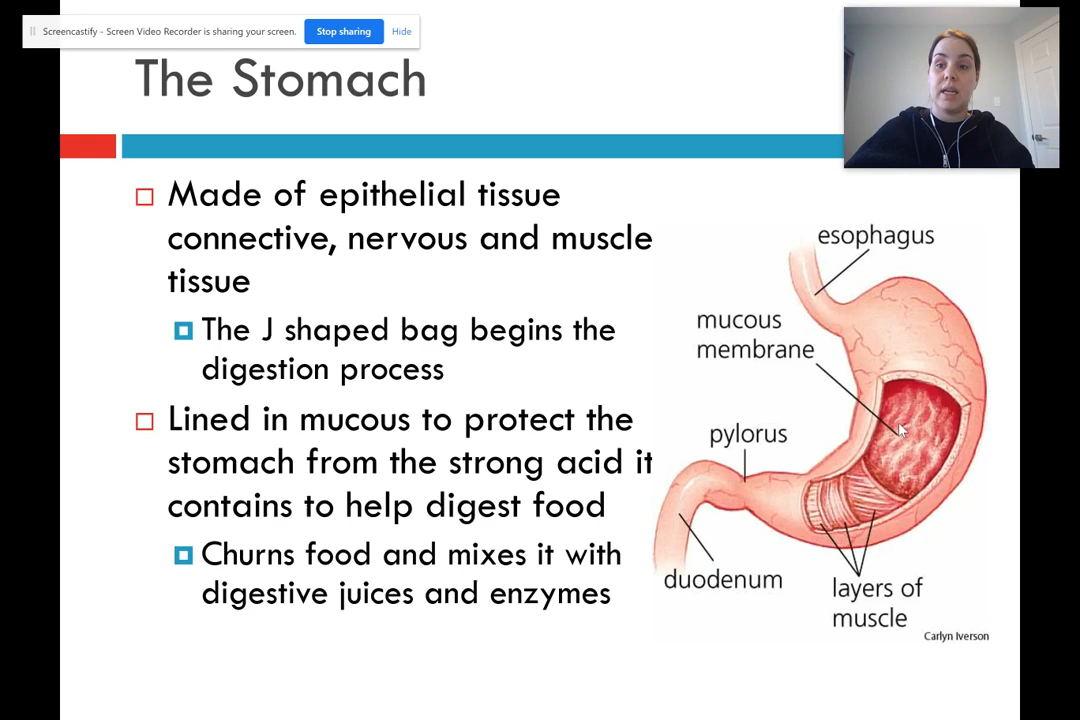 Screencastify - Screen Video Recorder is sharing your screen.
Stop sharing
Hide
The Stomach
Made of epithelial tissue
connective, nervous and muscle
tissue
The J shaped bag begins the
digestion process
Lined in mucous to protect the
stomach from the strong acid it
contains to help digest food
Churns food and mixes it with
digestive juices and enzymes
esophagus
mucous
membrane
pylorus
duodenum
layers of
muscle
Carlyn Iverson